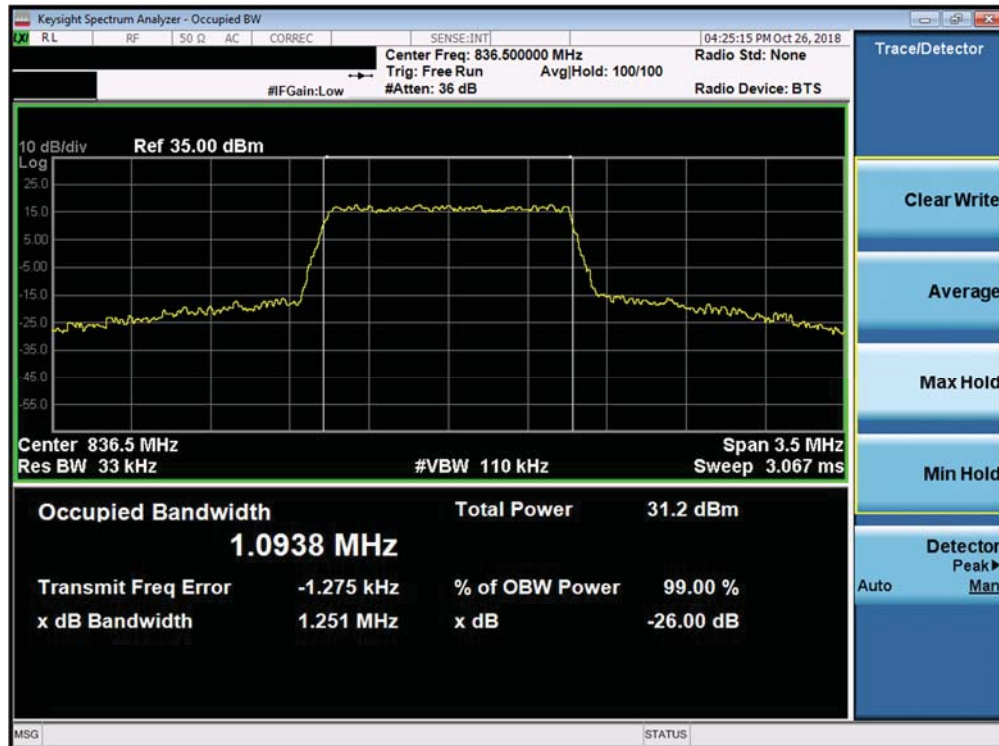 Keysight Spectrum Analyzer - Occupied BW
LXI RL RF 50 Ω AC CORREC SENSE:INT 04:25:15 PM Oct 26, 2018
Center Freq: 836.500000 MHz Radio Std: None
Trig: Free Run Avg|Hold: 100/100
#IFGain:Low #Atten: 36 dB Radio Device: BTS
10 dB/div Ref 35.00 dBm
Log
25.0
15.0
5.00
-5.00
-15.0
-25.0
-35.0
-45.0
-55.0
Center 836.5 MHz Span 3.5 MHz
Res BW 33 kHz #VBW 110 kHz Sweep 3.067 ms
Occupied Bandwidth Total Power 31.2 dBm
1.0938 MHz
Transmit Freq Error -1.275 kHz % of OBW Power 99.00 %
x dB Bandwidth 1.251 MHz x dB -26.00 dB
MSG STATUS
Trace/Detector
Clear Write
Average
Max Hold
Min Hold
Detector
Peak▶
Auto Man